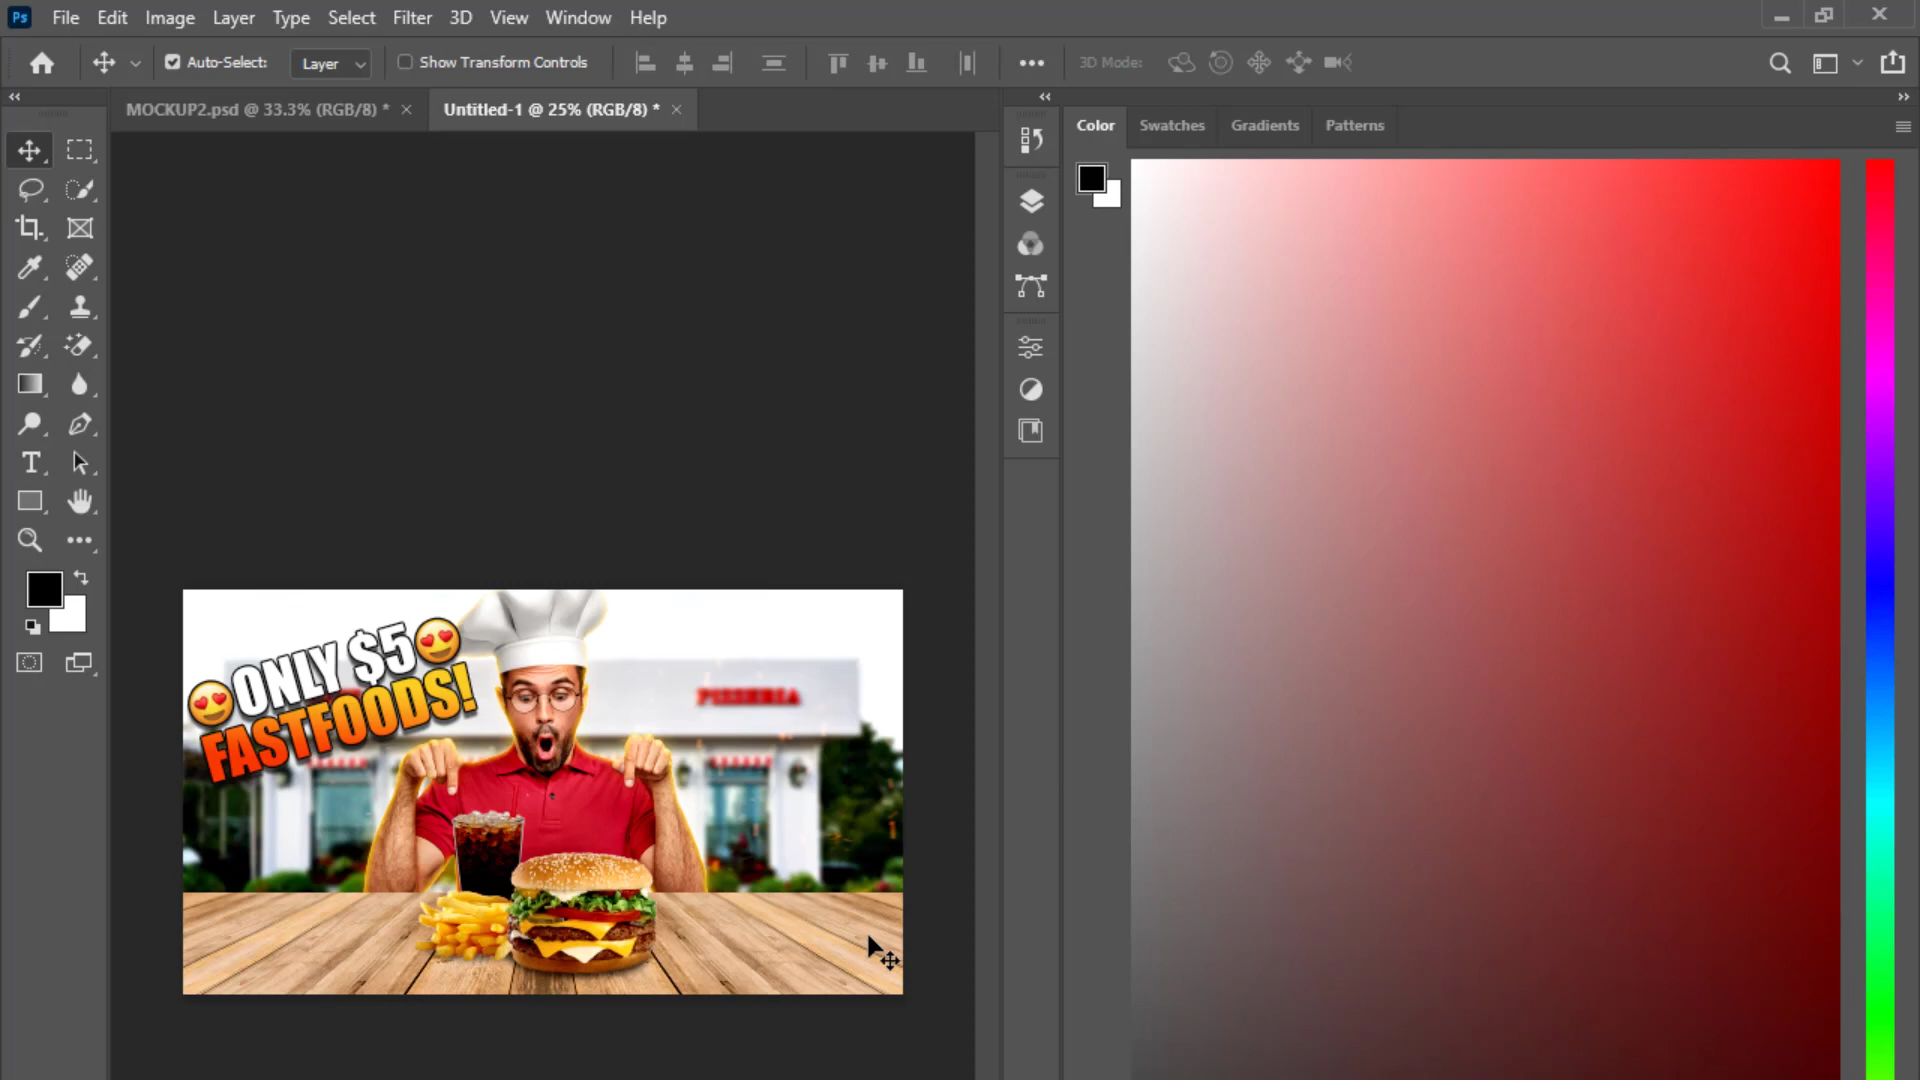 Ps File Edit Image Layer Type Select Filter 3D View Window Help
Auto-Select: Layer Show Transform Controls 3D Mode:
MOCKUP2.psd @ 33.3% (RGB/8) * Untitled-1 @ 25% (RGB/8) *
Color Swatches Gradients Patterns
ONLY $5
FASTFOODS!
PIZZERIA